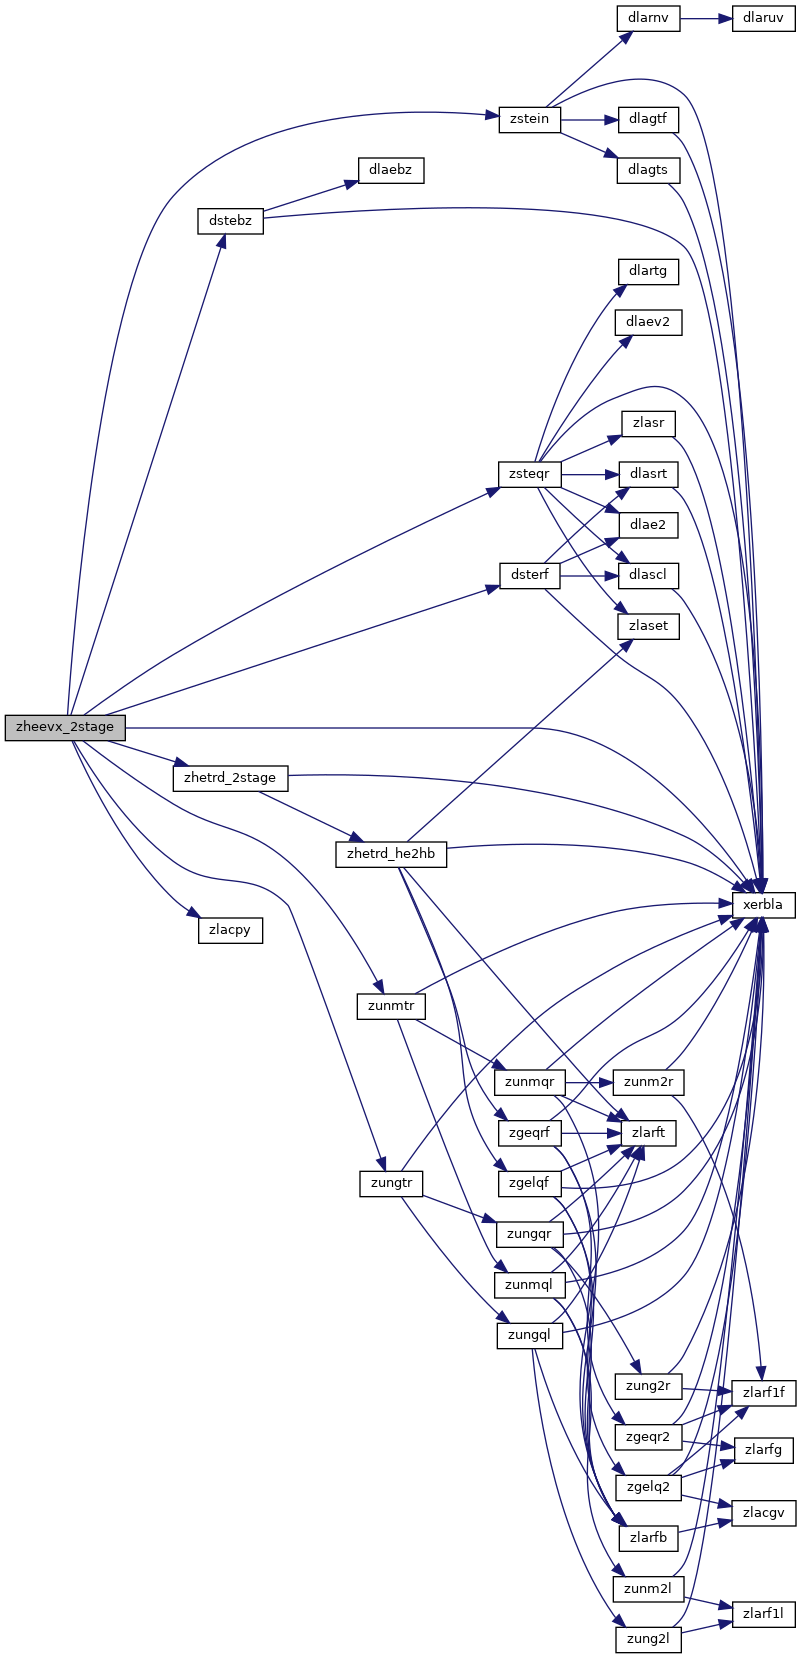 dlarnv
dlaruv
zstein
dlagtf
dlaebz
dlagts
dstebz
dlartg
dlaev2
zlasr
zsteqr
dlasrt
dlae2
dsterf
dlascl
zlaset
zheevx_2stage
zhetrd_2stage
zhetrd_he2hb
xerbla
zlacpy
zunmtr
zunmqr
zunm2r
zgeqrf
zlarft
zungtr
zgelqf
zungqr
zunmql
zungql
zung2r
zlarf1f
zgeqr2
zlarfg
zgelq2
zlacgv
zlarfb
zunm2l
zlarf1l
zung2l